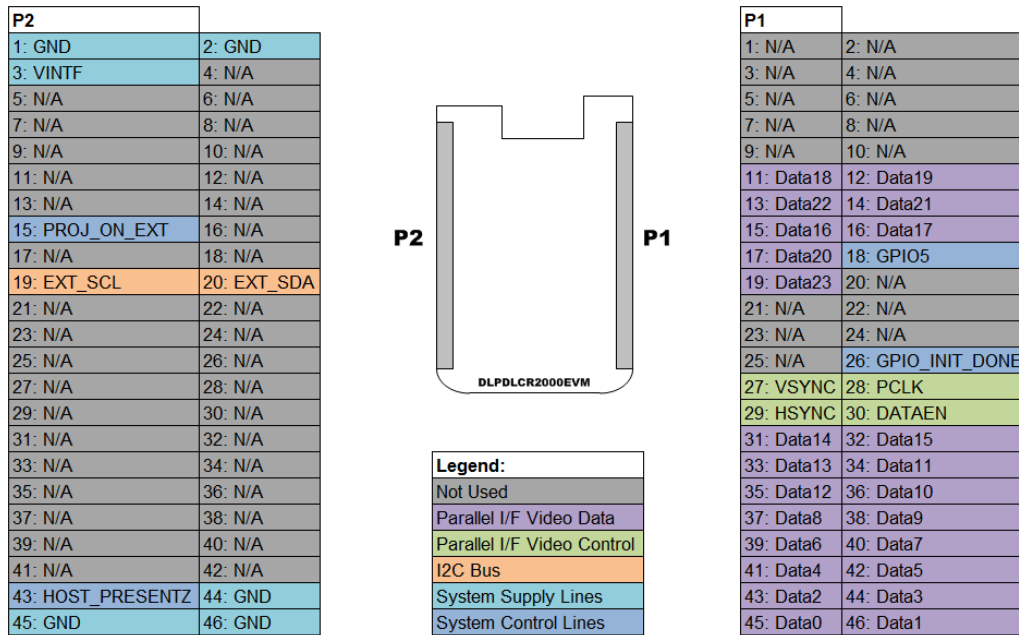 P2
1: GND 2: GND
3: VINTF 4: N/A
5: N/A 6: N/A
7: N/A 8: N/A
9: N/A 10: N/A
11: N/A 12: N/A
13: N/A 14: N/A
15: PROJ_ON_EXT 16: N/A
17: N/A 18: N/A
19: EXT_SCL 20: EXT_SDA
21: N/A 22: N/A
23: N/A 24: N/A
25: N/A 26: N/A
27: N/A 28: N/A
29: N/A 30: N/A
31: N/A 32: N/A
33: N/A 34: N/A
35: N/A 36: N/A
37: N/A 38: N/A
39: N/A 40: N/A
41: N/A 42: N/A
43: HOST_PRESENTZ 44: GND
45: GND 46: GND
P2
P1
DLPDLCR2000EVM
Legend:
Not Used
Parallel I/F Video Data
Parallel I/F Video Control
I2C Bus
System Supply Lines
System Control Lines
P1
1: N/A 2: N/A
3: N/A 4: N/A
5: N/A 6: N/A
7: N/A 8: N/A
9: N/A 10: N/A
11: Data18 12: Data19
13: Data22 14: Data21
15: Data16 16: Data17
17: Data20 18: GPIO5
19: Data23 20: N/A
21: N/A 22: N/A
23: N/A 24: N/A
25: N/A 26: GPIO_INIT_DONE
27: VSYNC 28: PCLK
29: HSYNC 30: DATAEN
31: Data14 32: Data15
33: Data13 34: Data11
35: Data12 36: Data10
37: Data8 38: Data9
39: Data6 40: Data7
41: Data4 42: Data5
43: Data2 44: Data3
45: Data0 46: Data1